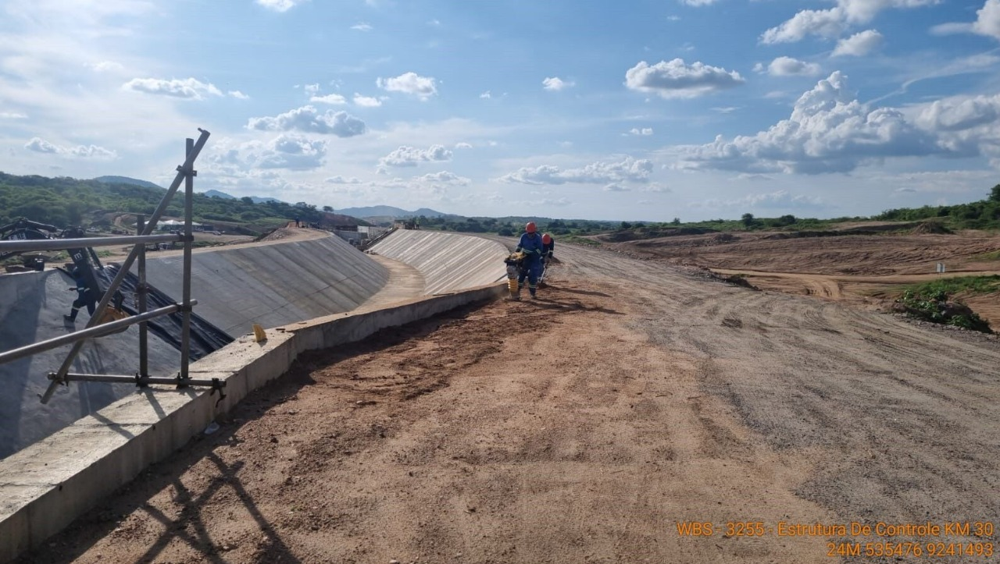 WBS - 3255 - Estrutura De Controle KM 30
24M 535476 9241493